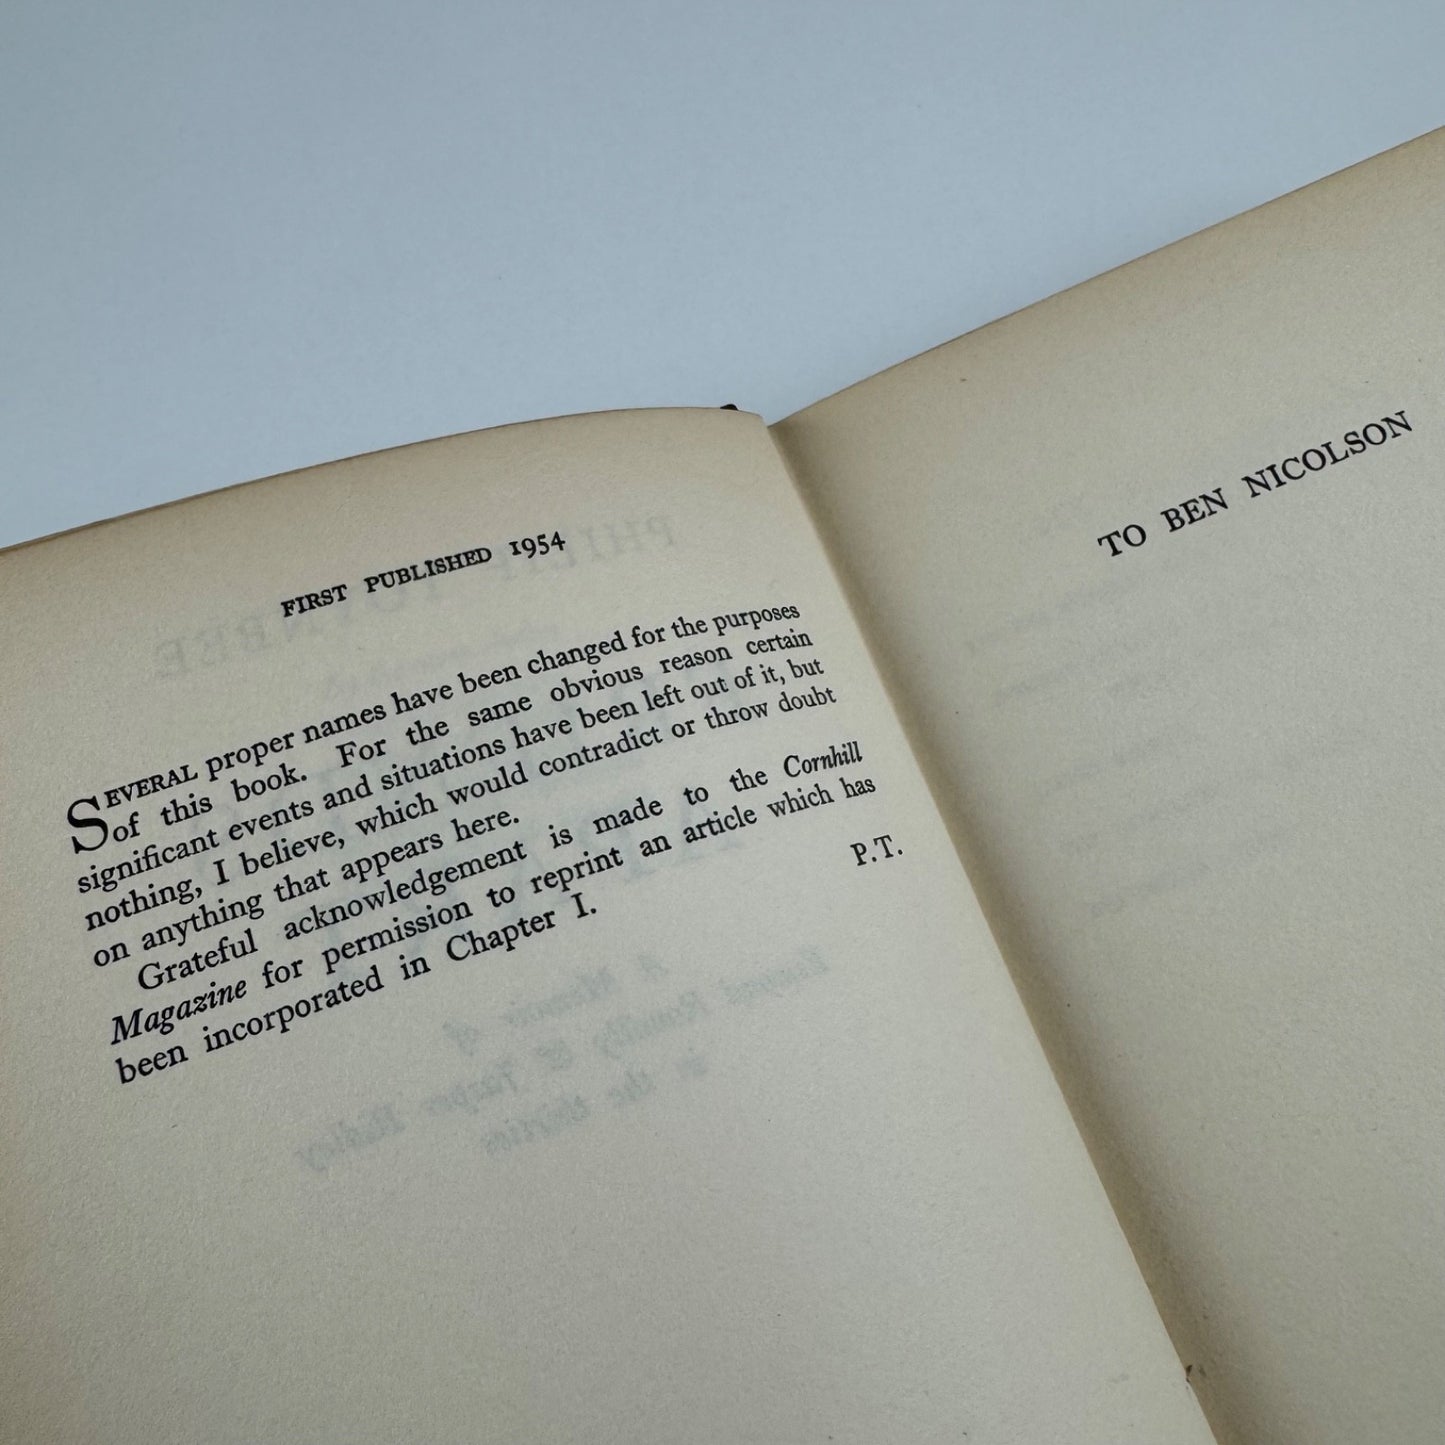 FIRST PUBLISHED 1954
SEVERAL proper names have been changed for the purposes
of this book. For the same obvious reason certain
significant events and situations have been left out of it, but
nothing, I believe, which would contradict or throw doubt
on anything that appears here.
Grateful acknowledgement is made to the Cornhill
Magazine for permission to reprint an article which has
been incorporated in Chapter I.
P.T.
TO BEN NICOLSON